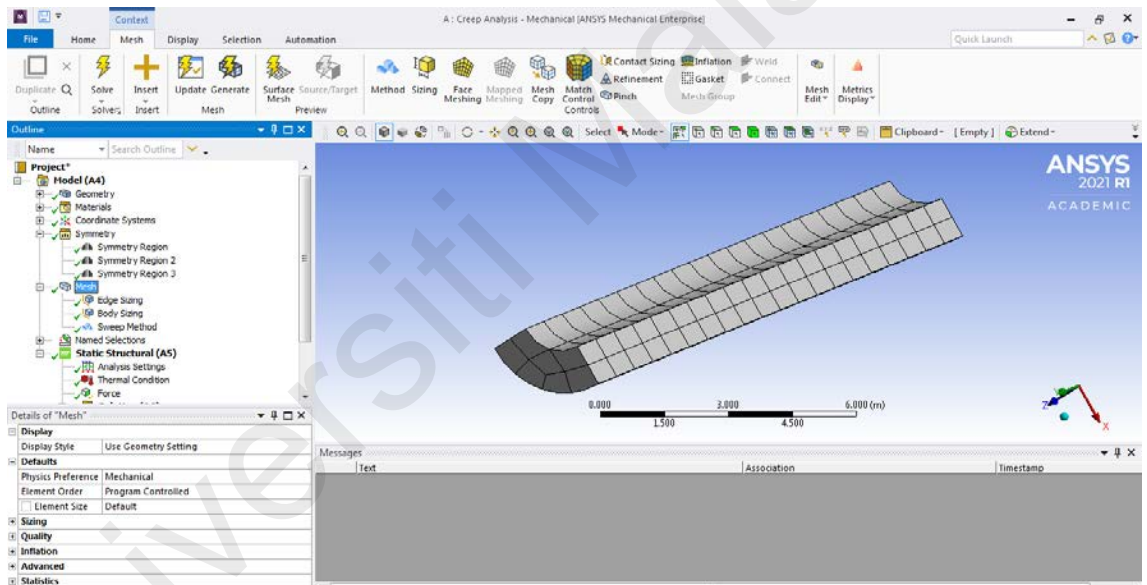 Context
A : Creep Analysis - Mechanical [ANSYS Mechanical Enterprise]
File Home Mesh Display Selection Automation
Quick Launch
Duplicate Q Solve Insert Update Generate Surface Mesh Source/Target Method Sizing Face Meshing Mapped Meshing Mesh Copy Match Control Contact Sizing Refinement Pinch Inflation Gasket Mesh Group Weld Connect Mesh Edit Metrics Display
Outline Solve Insert Mesh Preview Controls
Outline
Select Mode Clipboard [Empty] Extend
Name Search Outline
Project*
Model (A4)
Geometry
Materials
Coordinate Systems
Symmetry
Symmetry Region
Symmetry Region 2
Symmetry Region 3
Mesh
Edge Sizing
Body Sizing
Sweep Method
Named Selections
Static Structural (A5)
Analysis Settings
Thermal Condition
Force
ANSYS
2021 R1
ACADEMIC
0.000 3.000 6.000 (m)
1.500 4.500
Z X
Details of "Mesh"
Display
Display Style Use Geometry Setting
Defaults
Physics Preference Mechanical
Element Order Program Controlled
Element Size Default
Sizing
Quality
Inflation
Advanced
Statistics
Messages
Text Association Timestamp